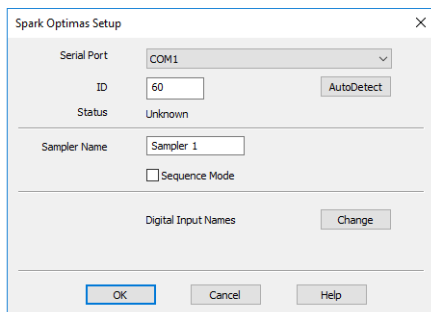 Spark Optimas Setup
Serial Port COM1
ID 60 AutoDetect
Status Unknown
Sampler Name Sampler 1
Sequence Mode
Digital Input Names Change
OK Cancel Help